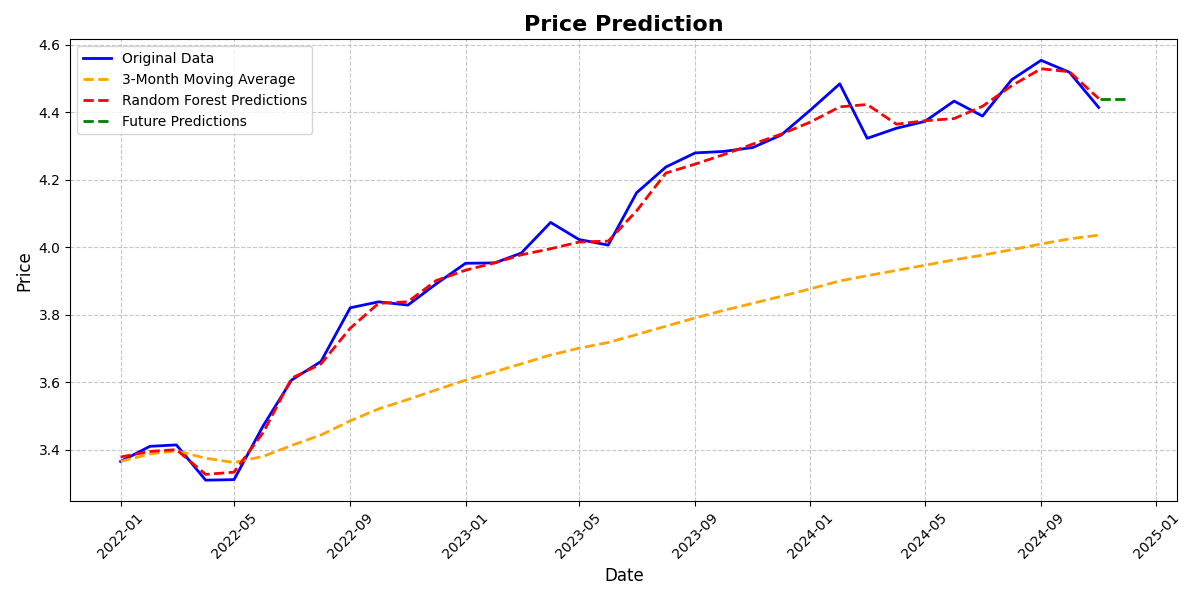 Price Prediction
Original Data
3-Month Moving Average
Random Forest Predictions
Future Predictions
4.6
4.4
4.2
4.0
3.8
3.6
3.4
Price
2022-01
2022-05
2022-09
2023-01
2023-05
2023-09
2024-01
2024-05
2024-09
2025-01
Date